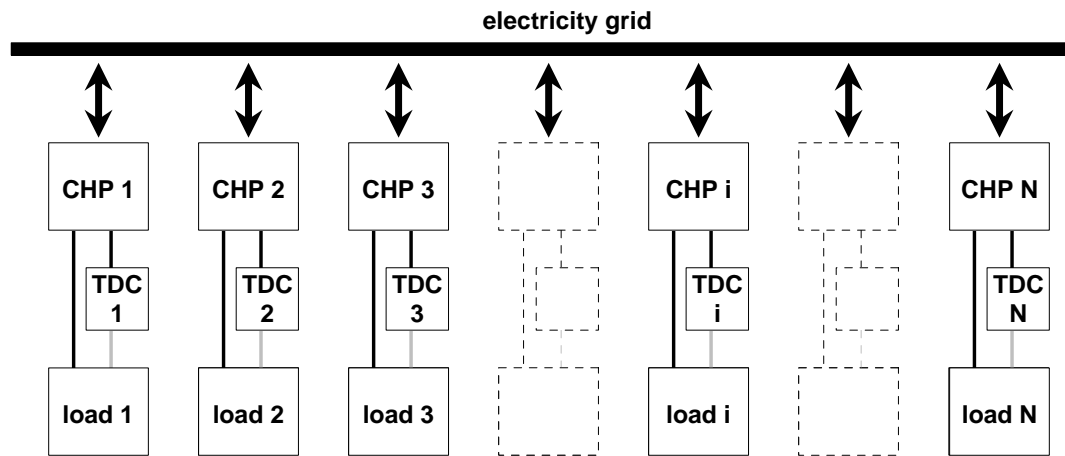 electricity grid
CHP 1
CHP 2
CHP 3
CHP i
CHP N
TDC
1
TDC
2
TDC
3
TDC
i
TDC
N
load 1
load 2
load 3
load i
load N